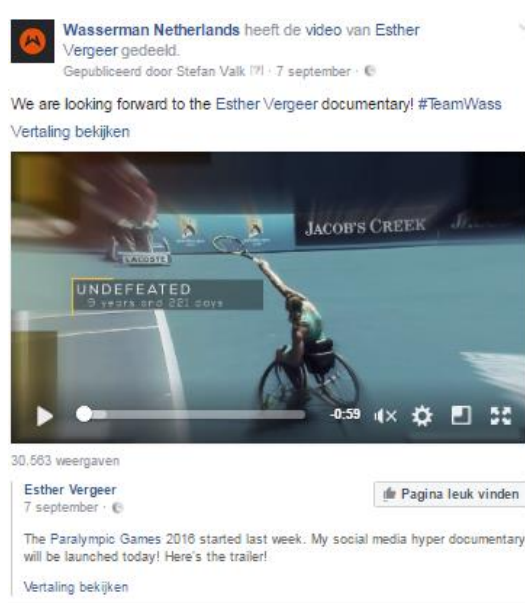 Wasserman Netherlands heeft de video van Esther
Vergeer gedeeld.
Gepubliceerd door Stefan Valk [?] · 7 september ·
We are looking forward to the Esther Vergeer documentary! #TeamWass
Vertaling bekijken
JACOB'S CREEK
LACOSTE
UNDEFEATED
9 years and 221 days
-0:59
30.563 weergaven
Esther Vergeer
Pagina leuk vinden
7 september ·
The Paralympic Games 2016 started last week. My social media hyper documentary
will be launched today! Here's the trailer!
Vertaling bekijken